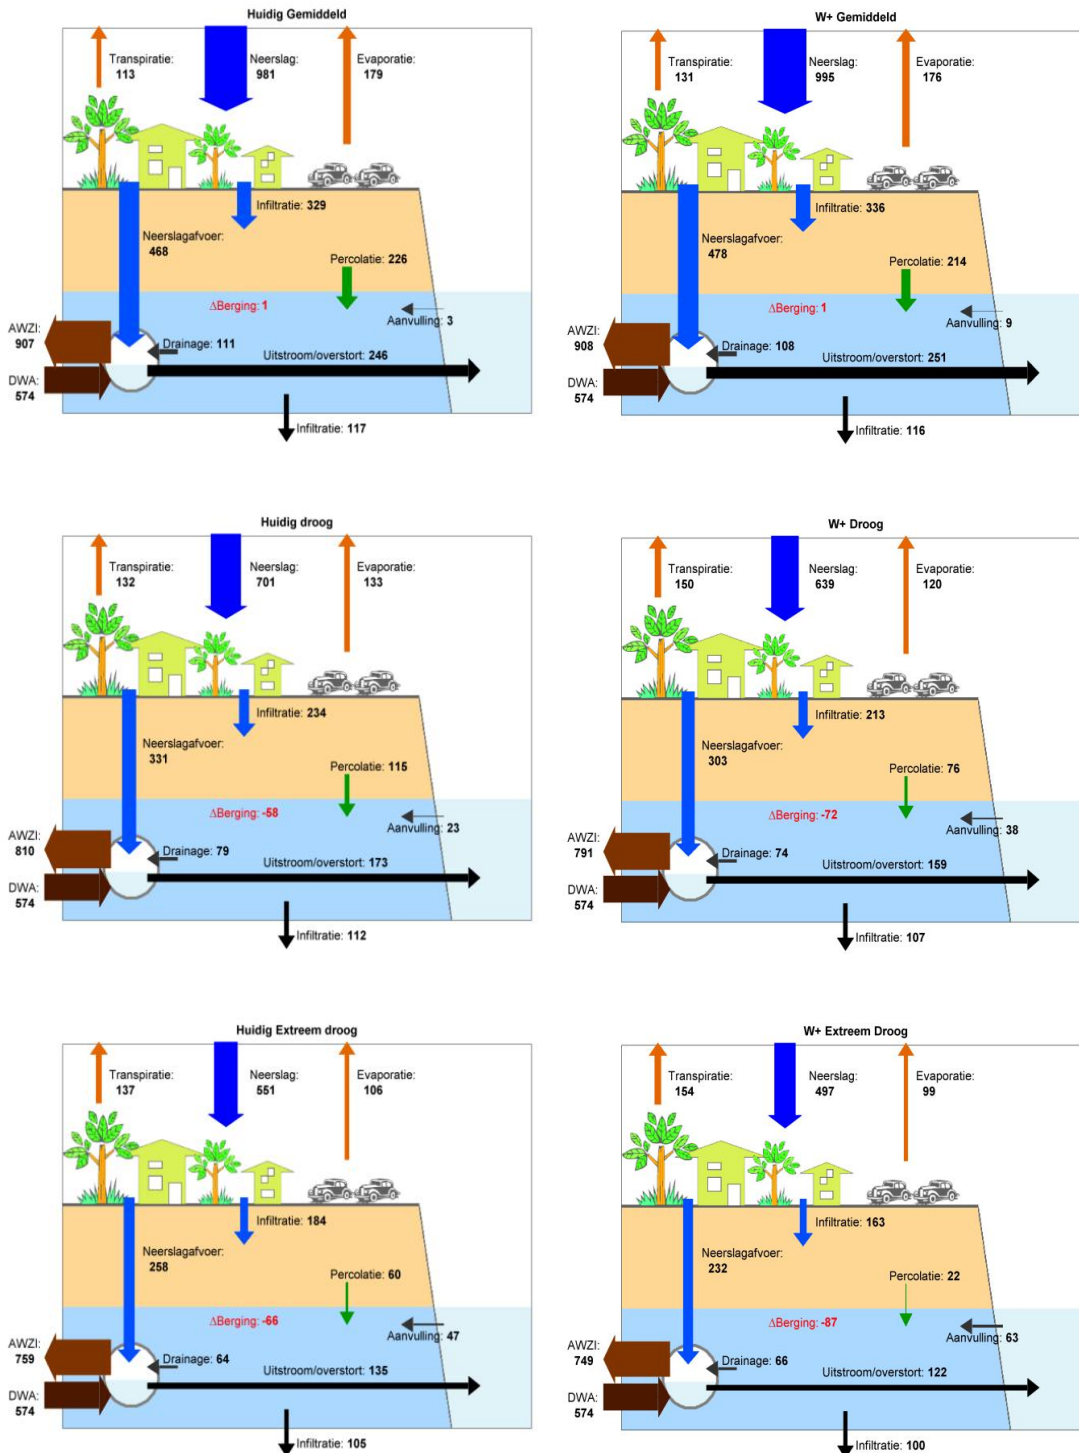 Huidig Gemiddeld
Transpiratie:
113
Neerslag:
981
Evaporatie:
179
Infiltratie: 329
Neerslagafvoer:
468
Percolatie: 226
ΔBerging: 1
Aanvulling: 3
AWZI:
907
Drainage: 111
Uitstroom/overstort: 246
DWA:
574
Infiltratie: 117
W+ Gemiddeld
Transpiratie:
131
Neerslag:
995
Evaporatie:
176
Infiltratie: 336
Neerslagafvoer:
478
Percolatie: 214
ΔBerging: 1
Aanvulling: 9
AWZI:
908
Drainage: 108
Uitstroom/overstort: 251
DWA:
574
Infiltratie: 116
Huidig droog
Transpiratie:
132
Neerslag:
701
Evaporatie:
133
Infiltratie: 234
Neerslagafvoer:
331
Percolatie: 115
ΔBerging: -58
Aanvulling: 23
AWZI:
810
Drainage: 79
Uitstroom/overstort: 173
DWA:
574
Infiltratie: 112
W+ Droog
Transpiratie:
150
Neerslag:
639
Evaporatie:
120
Infiltratie: 213
Neerslagafvoer:
303
Percolatie: 76
ΔBerging: -72
Aanvulling: 38
AWZI:
791
Drainage: 74
Uitstroom/overstort: 159
DWA:
574
Infiltratie: 107
Huidig Extreem droog
Transpiratie:
137
Neerslag:
551
Evaporatie:
106
Infiltratie: 184
Neerslagafvoer:
258
Percolatie: 60
ΔBerging: -66
Aanvulling: 47
AWZI:
759
Drainage: 64
Uitstroom/overstort: 135
DWA:
574
Infiltratie: 105
W+ Extreem Droog
Transpiratie:
154
Neerslag:
497
Evaporatie:
99
Infiltratie: 163
Neerslagafvoer:
232
Percolatie: 22
ΔBerging: -87
Aanvulling: 63
AWZI:
749
Drainage: 66
Uitstroom/overstort: 122
DWA:
574
Infiltratie: 100